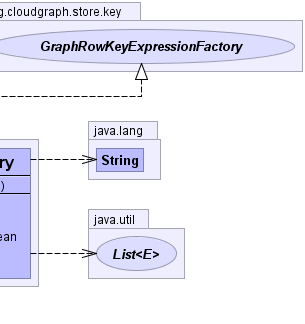 g.cloudgraph.store.key
GraphRowKeyExpressionFactory
java.lang
String
ry
)
ean
java.util
List<E>